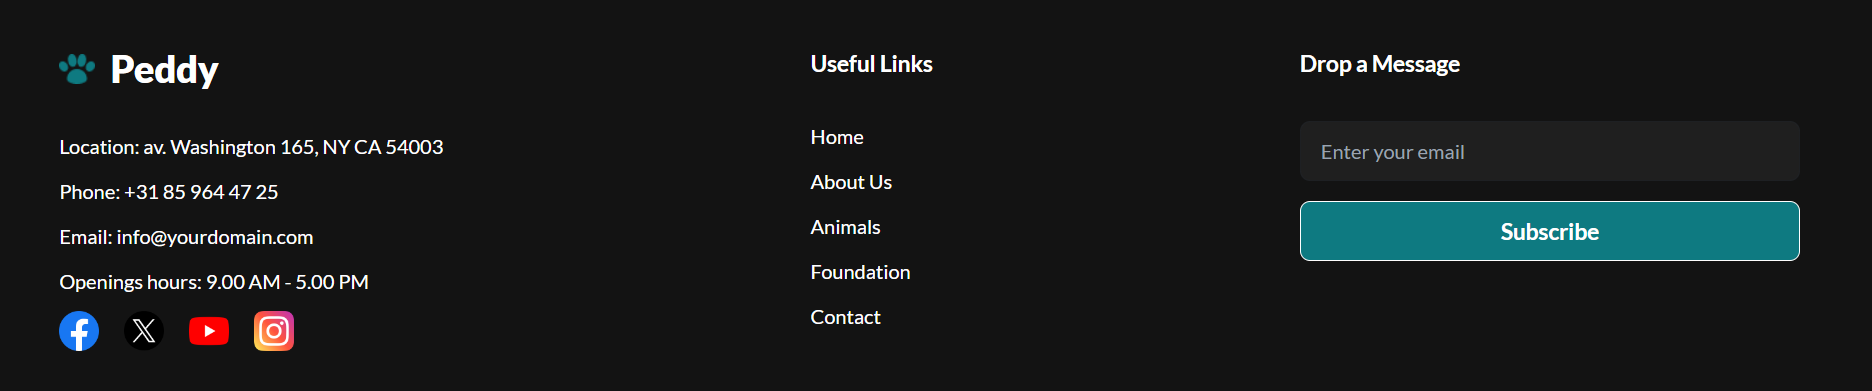 Peddy
Location: av. Washington 165, NY CA 54003
Phone: +31 85 964 47 25
Email: info@yourdomain.com
Openings hours: 9.00 AM - 5.00 PM
Useful Links
Home
About Us
Animals
Foundation
Contact
Drop a Message
Enter your email
Subscribe